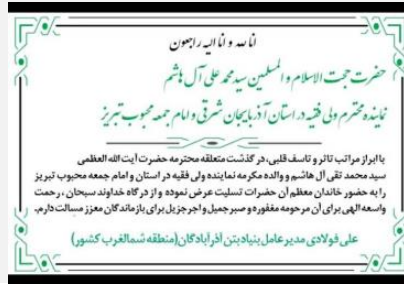 انا لله و انا الیه راجعون
حضرت حجت الاسلام و المسلمین سید محمد علی آل هاشم
نماینده محترم ولی فقیه در استان آذربایجان شرقی و امام جمعه محبوب تبریز
با ابراز مراتب تاثر و تاسف قلبی، در گذشت متعلقه محترمه حضرت آیت الله العظمی
سید محمد تقی آل هاشم و والده مکرمه نماینده ولی فقیه در استان و امام جمعه محبوب تبریز
را به حضور خاندان معظم آن حضرات تسلیت عرض نموده و از درگاه خداوند سبحان ، رحمت
واسعه الهی برای آن مرحومه مغفوره و صبر جمیل و اجر جزیل برای بازماندگان معزز مسالت دارم.
علی فولادی مدیر عامل بنیاد بتن آذرآبادگان(منطقه شمالغرب کشور)